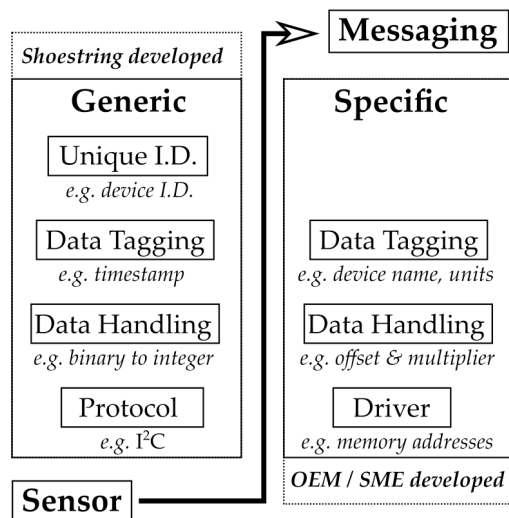 Messaging
Shoestring developed
Generic
Unique I.D.
e.g. device I.D.
Data Tagging
e.g. timestamp
Data Handling
e.g. binary to integer
Protocol
e.g. I²C
Specific
Data Tagging
e.g. device name, units
Data Handling
e.g. offset & multiplier
Driver
e.g. memory addresses
OEM / SME developed
Sensor